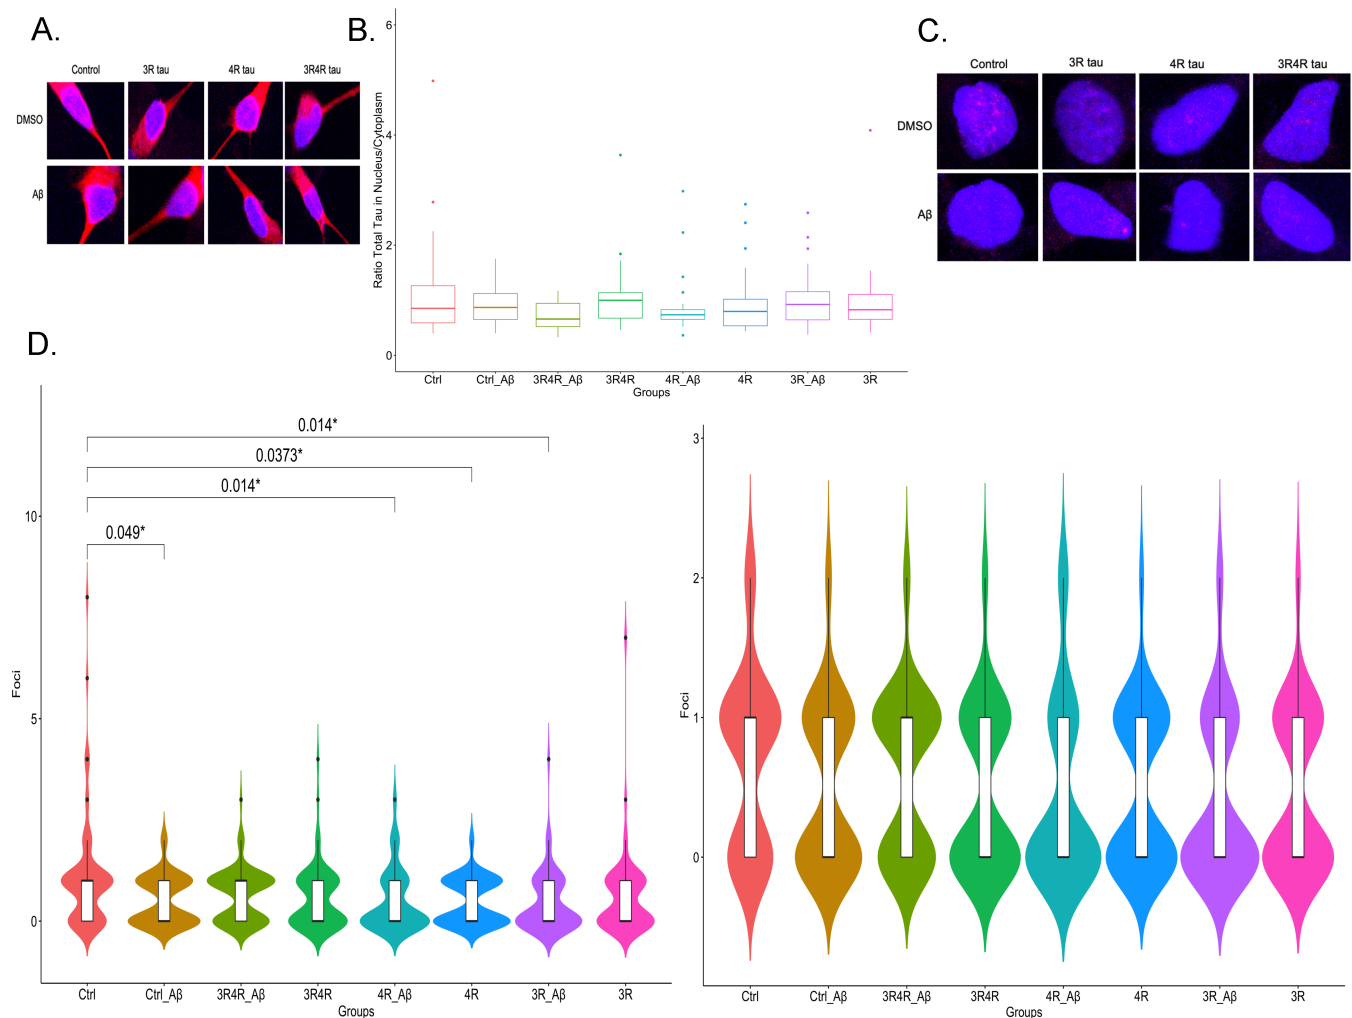 A.
Control 3R tau 4R tau 3R4R tau
DMSO
Aβ
B.
Ratio Total Tau in Nucleus/Cytoplasm
6
4
2
0
Ctrl Ctrl_Aβ 3R4R_Aβ 3R4R 4R_Aβ 4R 3R_Aβ 3R
Groups
C.
Control 3R tau 4R tau 3R4R tau
DMSO
Aβ
D.
0.014*
0.0373*
0.014*
0.049*
Foci
10
5
0
Ctrl Ctrl_Aβ 3R4R_Aβ 3R4R 4R_Aβ 4R 3R_Aβ 3R
Groups
Foci
3
2
1
0
Ctrl Ctrl_Aβ 3R4R_Aβ 3R4R 4R_Aβ 4R 3R_Aβ 3R
Groups